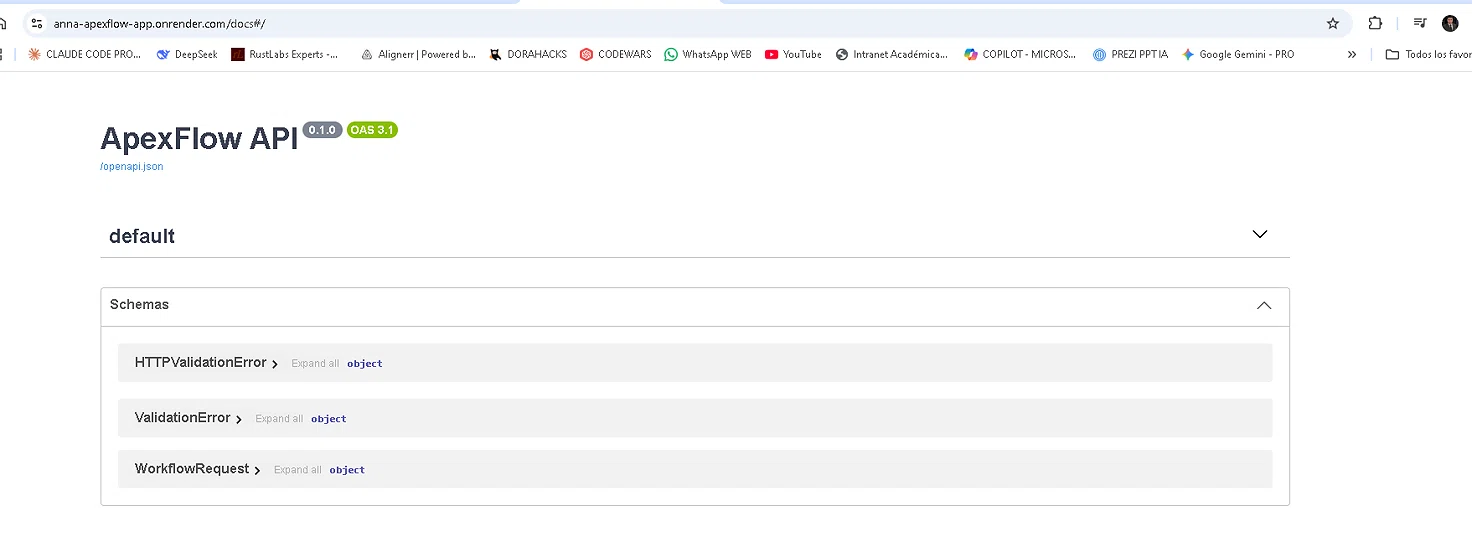 anna-apexflow-app.onrender.com/docs#/
CLAUDE CODE PRO... DeepSeek RustLabs Experts -... Alignerr | Powered b... DORAHACKS CODEWARS WhatsApp WEB YouTube Intranet Académica... COPILOT - MICROS... PREZI PPT IA Google Gemini - PRO » Todos los favor
ApexFlow API 0.1.0 OAS 3.1
/openapi.json
default
Schemas
HTTPValidationError Expand all object
ValidationError Expand all object
WorkflowRequest Expand all object